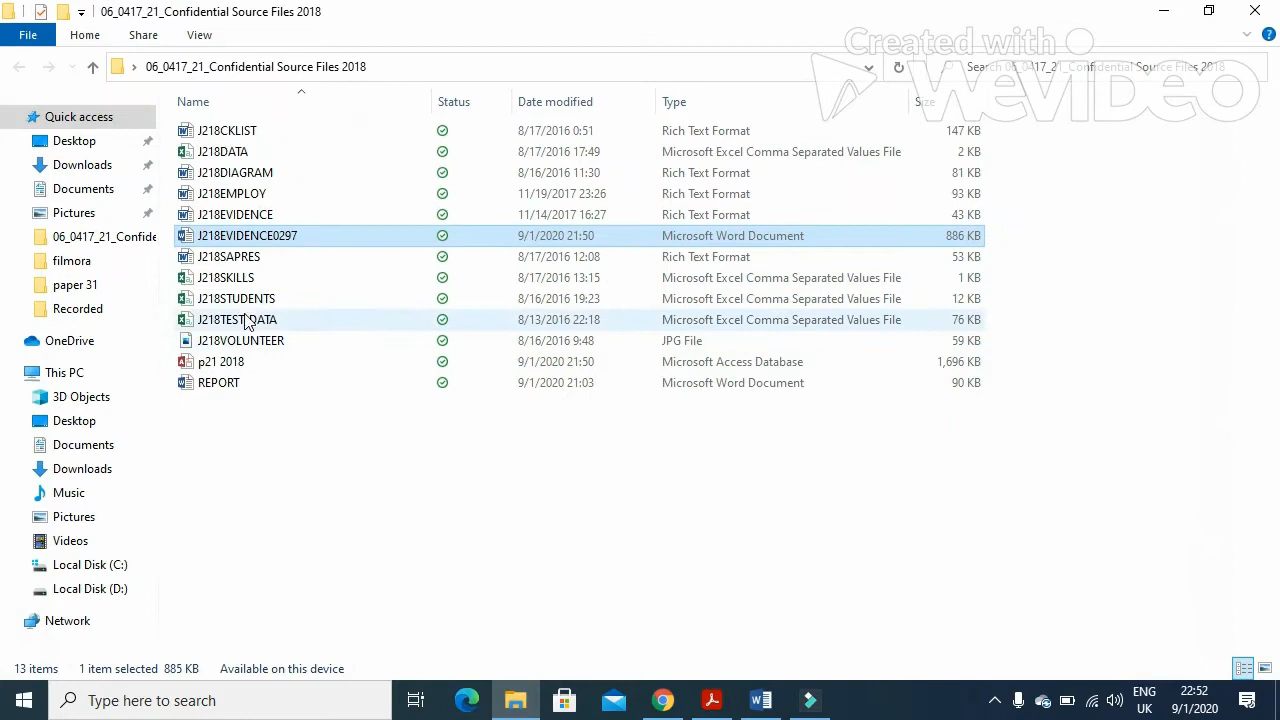 06_0417_21_Confidential Source Files 2018
File Home Share View
Created with
WeVideo
06_0417_21_Confidential Source Files 2018
Search 06_0417_21_Confidential Source Files 2018
Name Status Date modified Type Size
J218CKLIST 8/17/2016 0:51 Rich Text Format 147 KB
J218DATA 8/17/2016 17:49 Microsoft Excel Comma Separated Values File 2 KB
J218DIAGRAM 8/16/2016 11:30 Rich Text Format 81 KB
J218EMPLOY 11/19/2017 23:26 Rich Text Format 93 KB
J218EVIDENCE 11/14/2017 16:27 Rich Text Format 43 KB
J218EVIDENCE0297 9/1/2020 21:50 Microsoft Word Document 886 KB
J218SAPRES 8/17/2016 12:08 Rich Text Format 53 KB
J218SKILLS 8/17/2016 13:15 Microsoft Excel Comma Separated Values File 1 KB
J218STUDENTS 8/16/2016 19:23 Microsoft Excel Comma Separated Values File 12 KB
J218TEST_DATA 8/13/2016 22:18 Microsoft Excel Comma Separated Values File 76 KB
J218VOLUNTEER 8/16/2016 9:48 JPG File 59 KB
p21 2018 9/1/2020 21:50 Microsoft Access Database 1,696 KB
REPORT 9/1/2020 21:03 Microsoft Word Document 90 KB
Quick access
Desktop
Downloads
Documents
Pictures
06_0417_21_Confide
filmora
paper 31
Recorded
OneDrive
This PC
3D Objects
Desktop
Documents
Downloads
Music
Pictures
Videos
Local Disk (C:)
Local Disk (D:)
Network
13 items 1 item selected 885 KB Available on this device
Type here to search
ENG 22:52
UK 9/1/2020